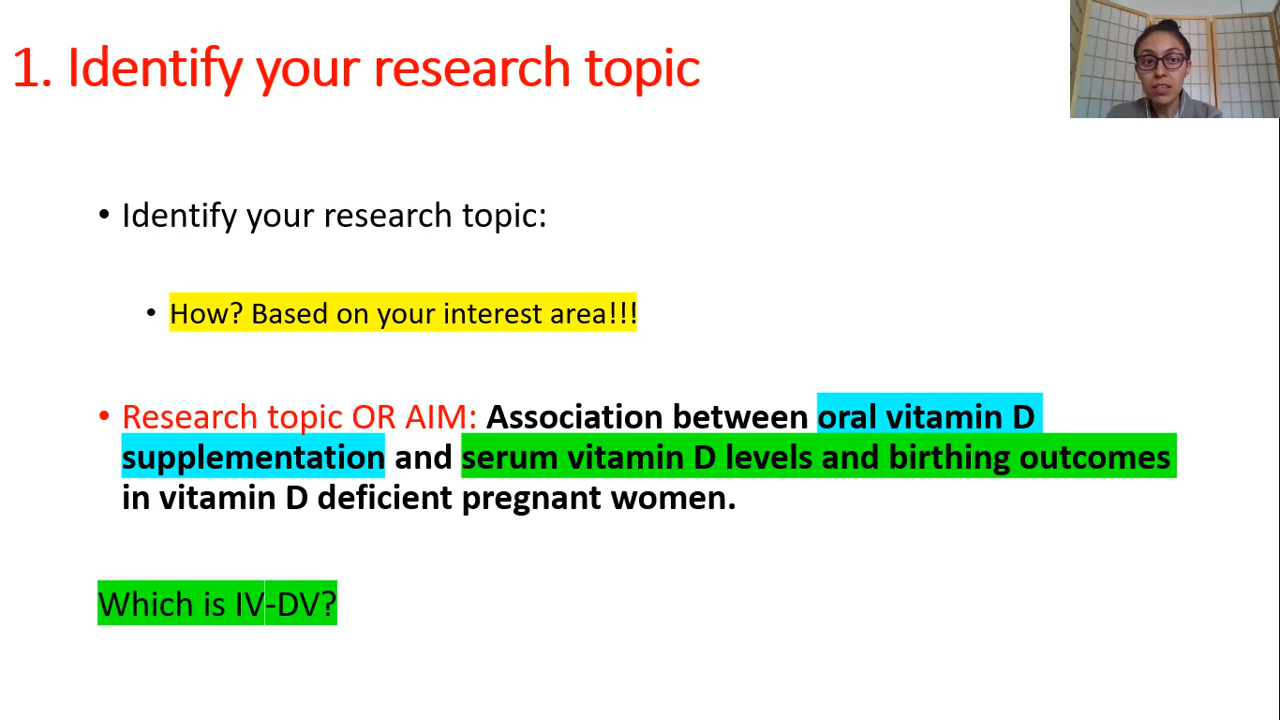 1. Identify your research topic
• Identify your research topic:
• How? Based on your interest area!!!
• Research topic OR AIM: Association between oral vitamin D
supplementation and serum vitamin D levels and birthing outcomes
in vitamin D deficient pregnant women.
Which is IV-DV?